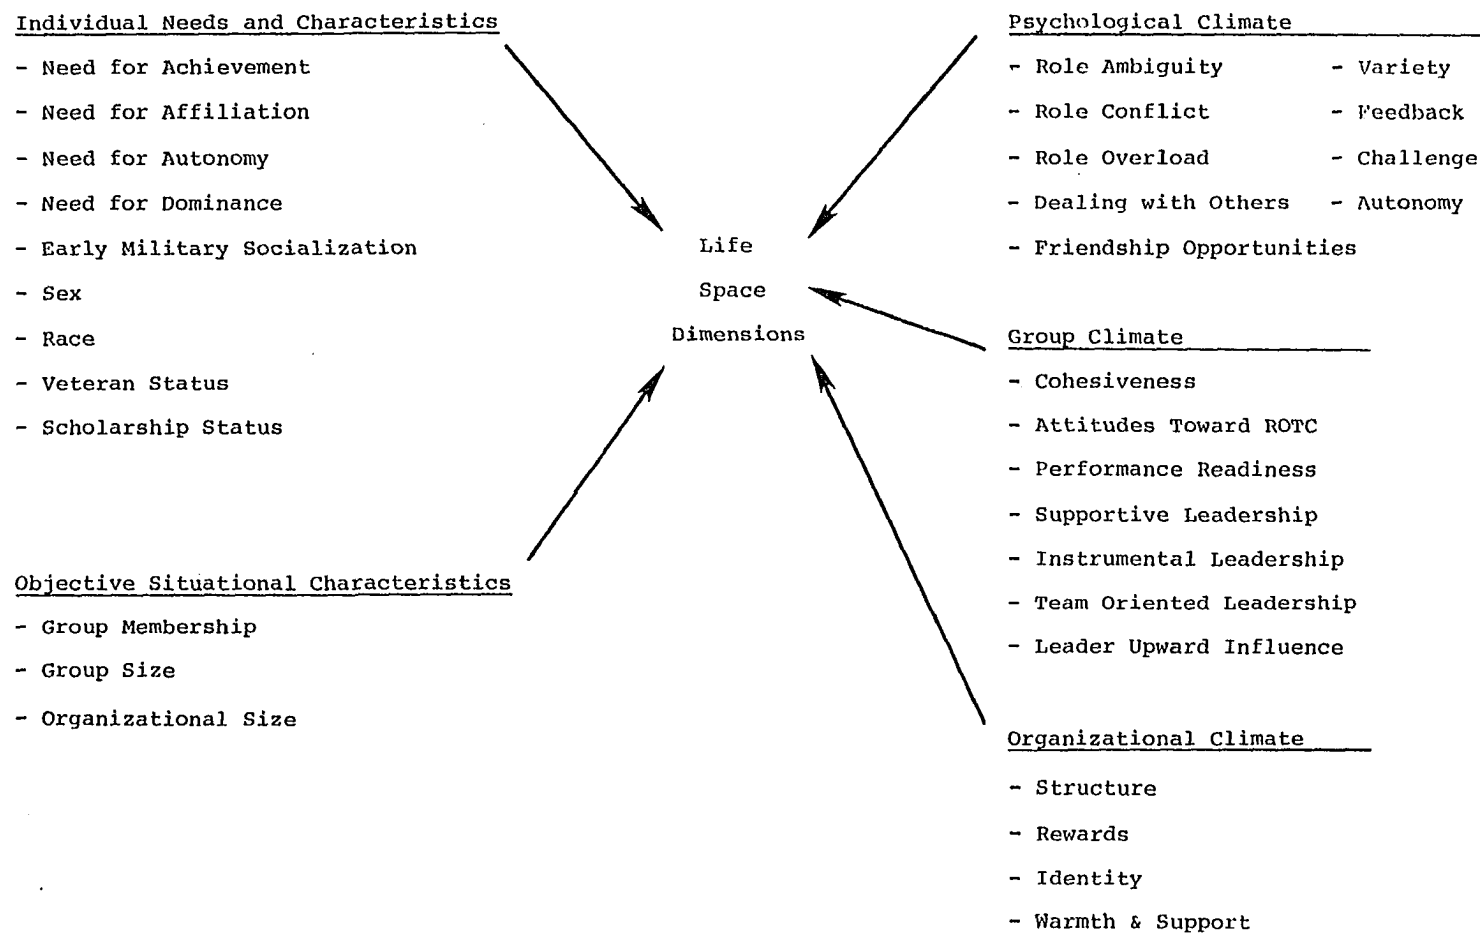 Individual Needs and Characteristics
- Need for Achievement
- Need for Affiliation
- Need for Autonomy
- Need for Dominance
- Early Military Socialization
- Sex
- Race
- Veteran Status
- Scholarship Status
Objective Situational Characteristics
- Group Membership
- Group Size
- Organizational Size
Life
Space
Dimensions
Psychological Climate
- Role Ambiguity - Variety
- Role Conflict - Feedback
- Role Overload - Challenge
- Dealing with Others - Autonomy
- Friendship Opportunities
Group Climate
- Cohesiveness
- Attitudes Toward ROTC
- Performance Readiness
- Supportive Leadership
- Instrumental Leadership
- Team Oriented Leadership
- Leader Upward Influence
Organizational Climate
- Structure
- Rewards
- Identity
- Warmth & Support